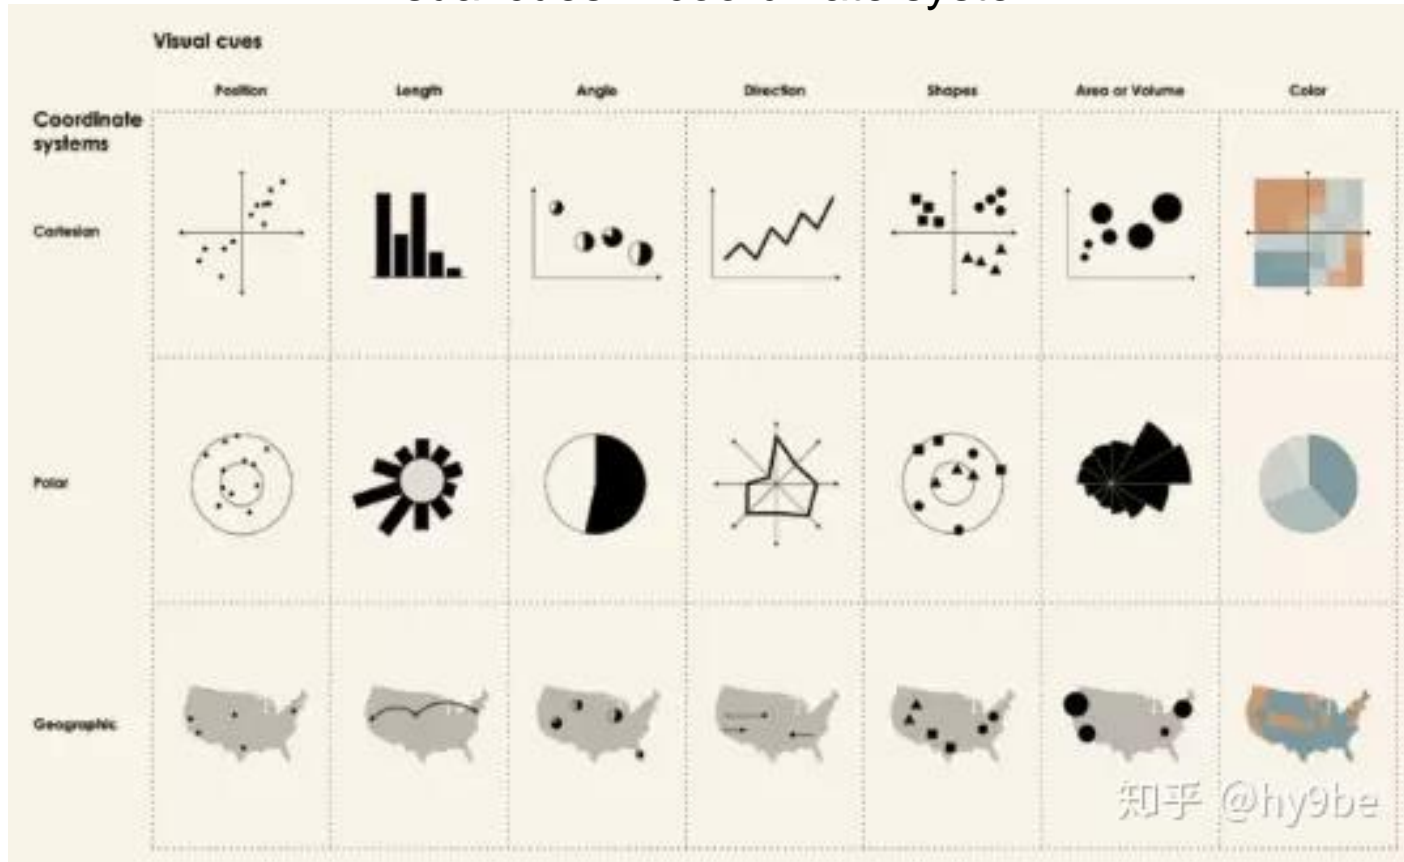 Visual cues
Position Length Angle Direction Shapes Area or Volume Color
Coordinate
systems
Cartesian
Polar
Geographic
知乎 @hy9be